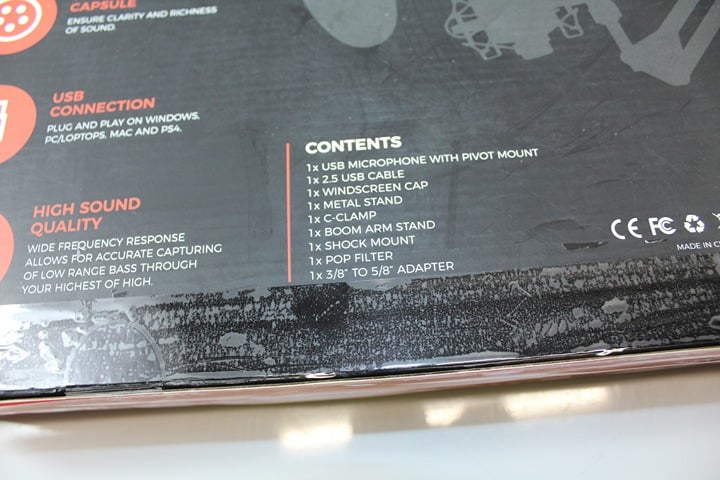 CAPSULE
ENSURE CLARITY AND RICHNESS
OF SOUND.
USB
CONNECTION
PLUG AND PLAY ON WINDOWS,
PC/LOPTOPS, MAC AND PS4.
HIGH SOUND
QUALITY
WIDE FREQUENCY RESPONSE
ALLOWS FOR ACCURATE CAPTURING
OF LOW RANGE BASS THROUGH
YOUR HIGHEST OF HIGH.
CONTENTS
1x USB MICROPHONE WITH PIVOT MOUNT
1x 2.5 USB CABLE
1x WINDSCREEN CAP
1x METAL STAND
1x C-CLAMP
1x BOOM ARM STAND
1x SHOCK MOUNT
1x POP FILTER
1x 3/8" TO 5/8" ADAPTER
CE FC
MADE IN